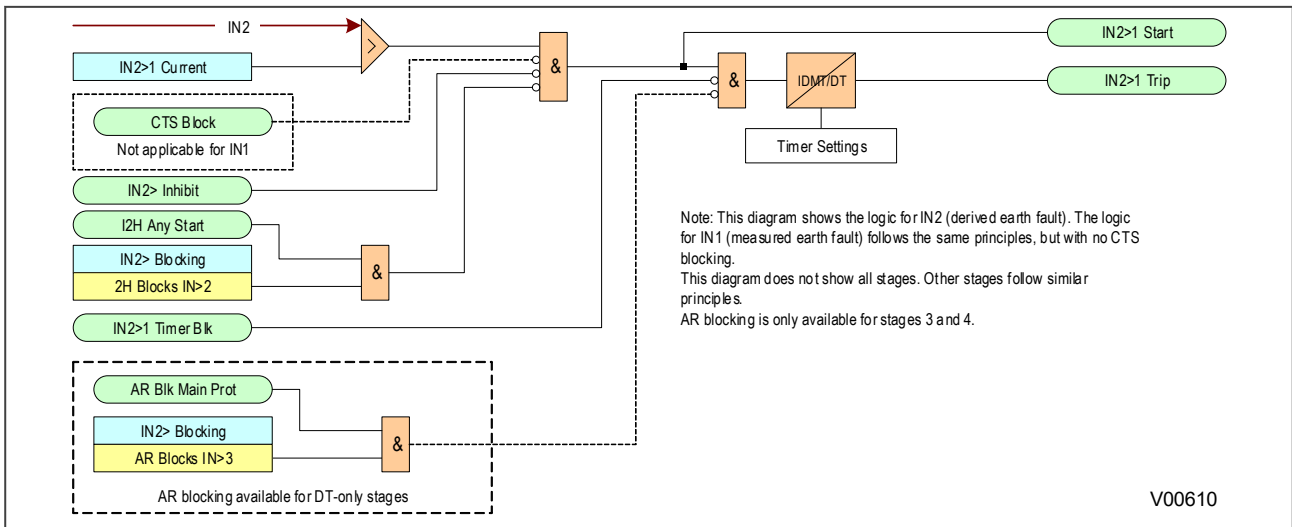 IN2
IN2>1 Start
>
IN2>1 Current
&
&
IDMT/DT
IN2>1 Trip
CTS Block
Not applicable for IN1
Timer Settings
IN2> Inhibit
I2H Any Start
IN2> Blocking
2H Blocks IN>2
&
IN2>1 Timer Blk
Note: This diagram shows the logic for IN2 (derived earth fault). The logic
for IN1 (measured earth fault) follows the same principles, but with no CTS
blocking.
This diagram does not show all stages. Other stages follow similar
principles.
AR blocking is only available for stages 3 and 4.
AR Blk Main Prot
IN2> Blocking
AR Blocks IN>3
&
AR blocking available for DT-only stages
V00610